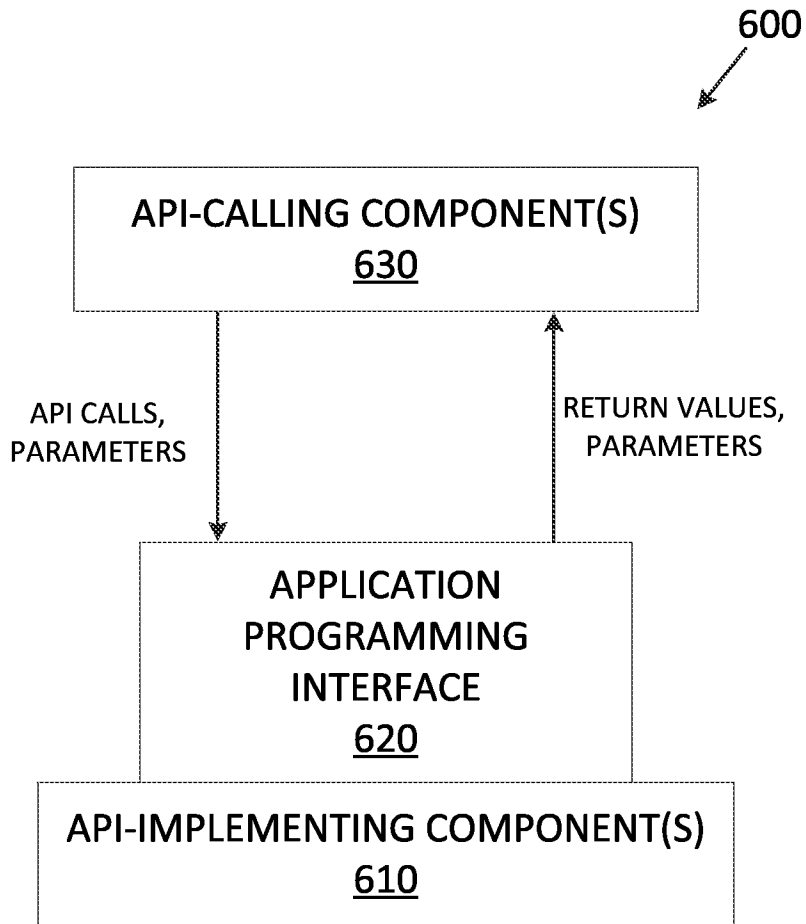 600
API-CALLING COMPONENT(S)
630
API CALLS,
PARAMETERS
RETURN VALUES,
PARAMETERS
APPLICATION
PROGRAMMING
INTERFACE
620
API-IMPLEMENTING COMPONENT(S)
610